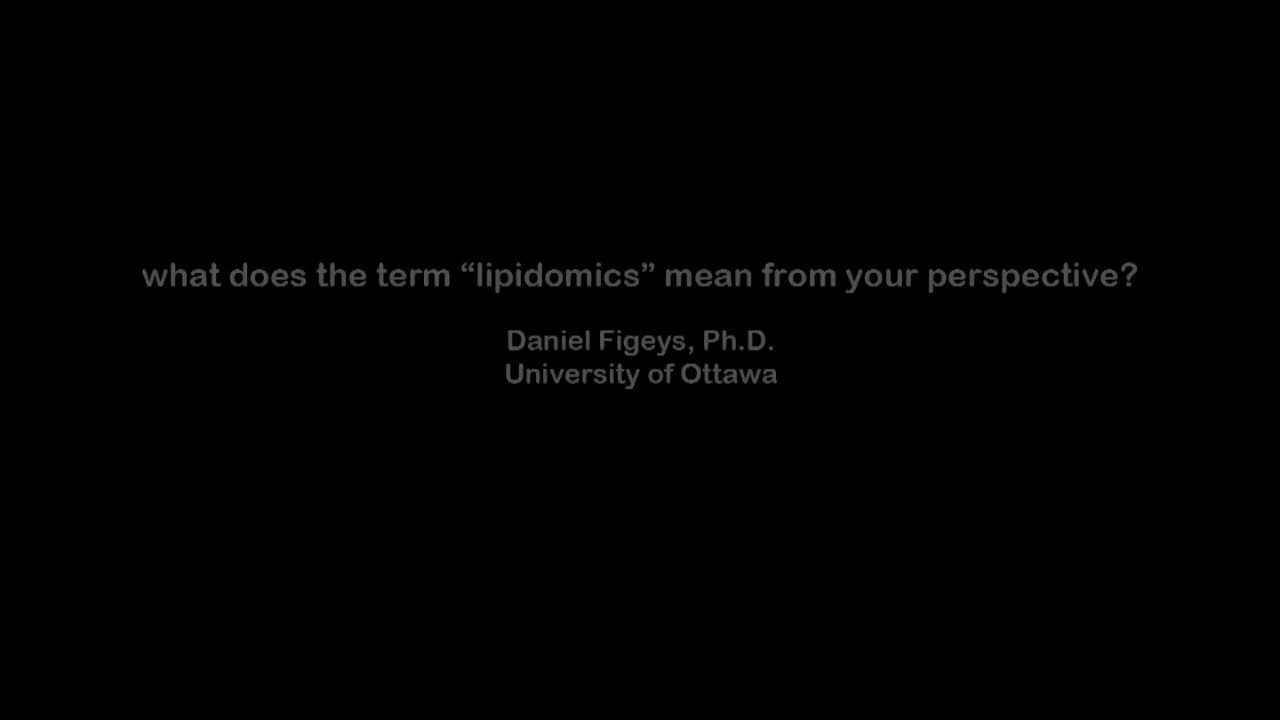 what does the term “lipidomics” mean from your perspective?
Daniel Figeys, Ph.D.
University of Ottawa